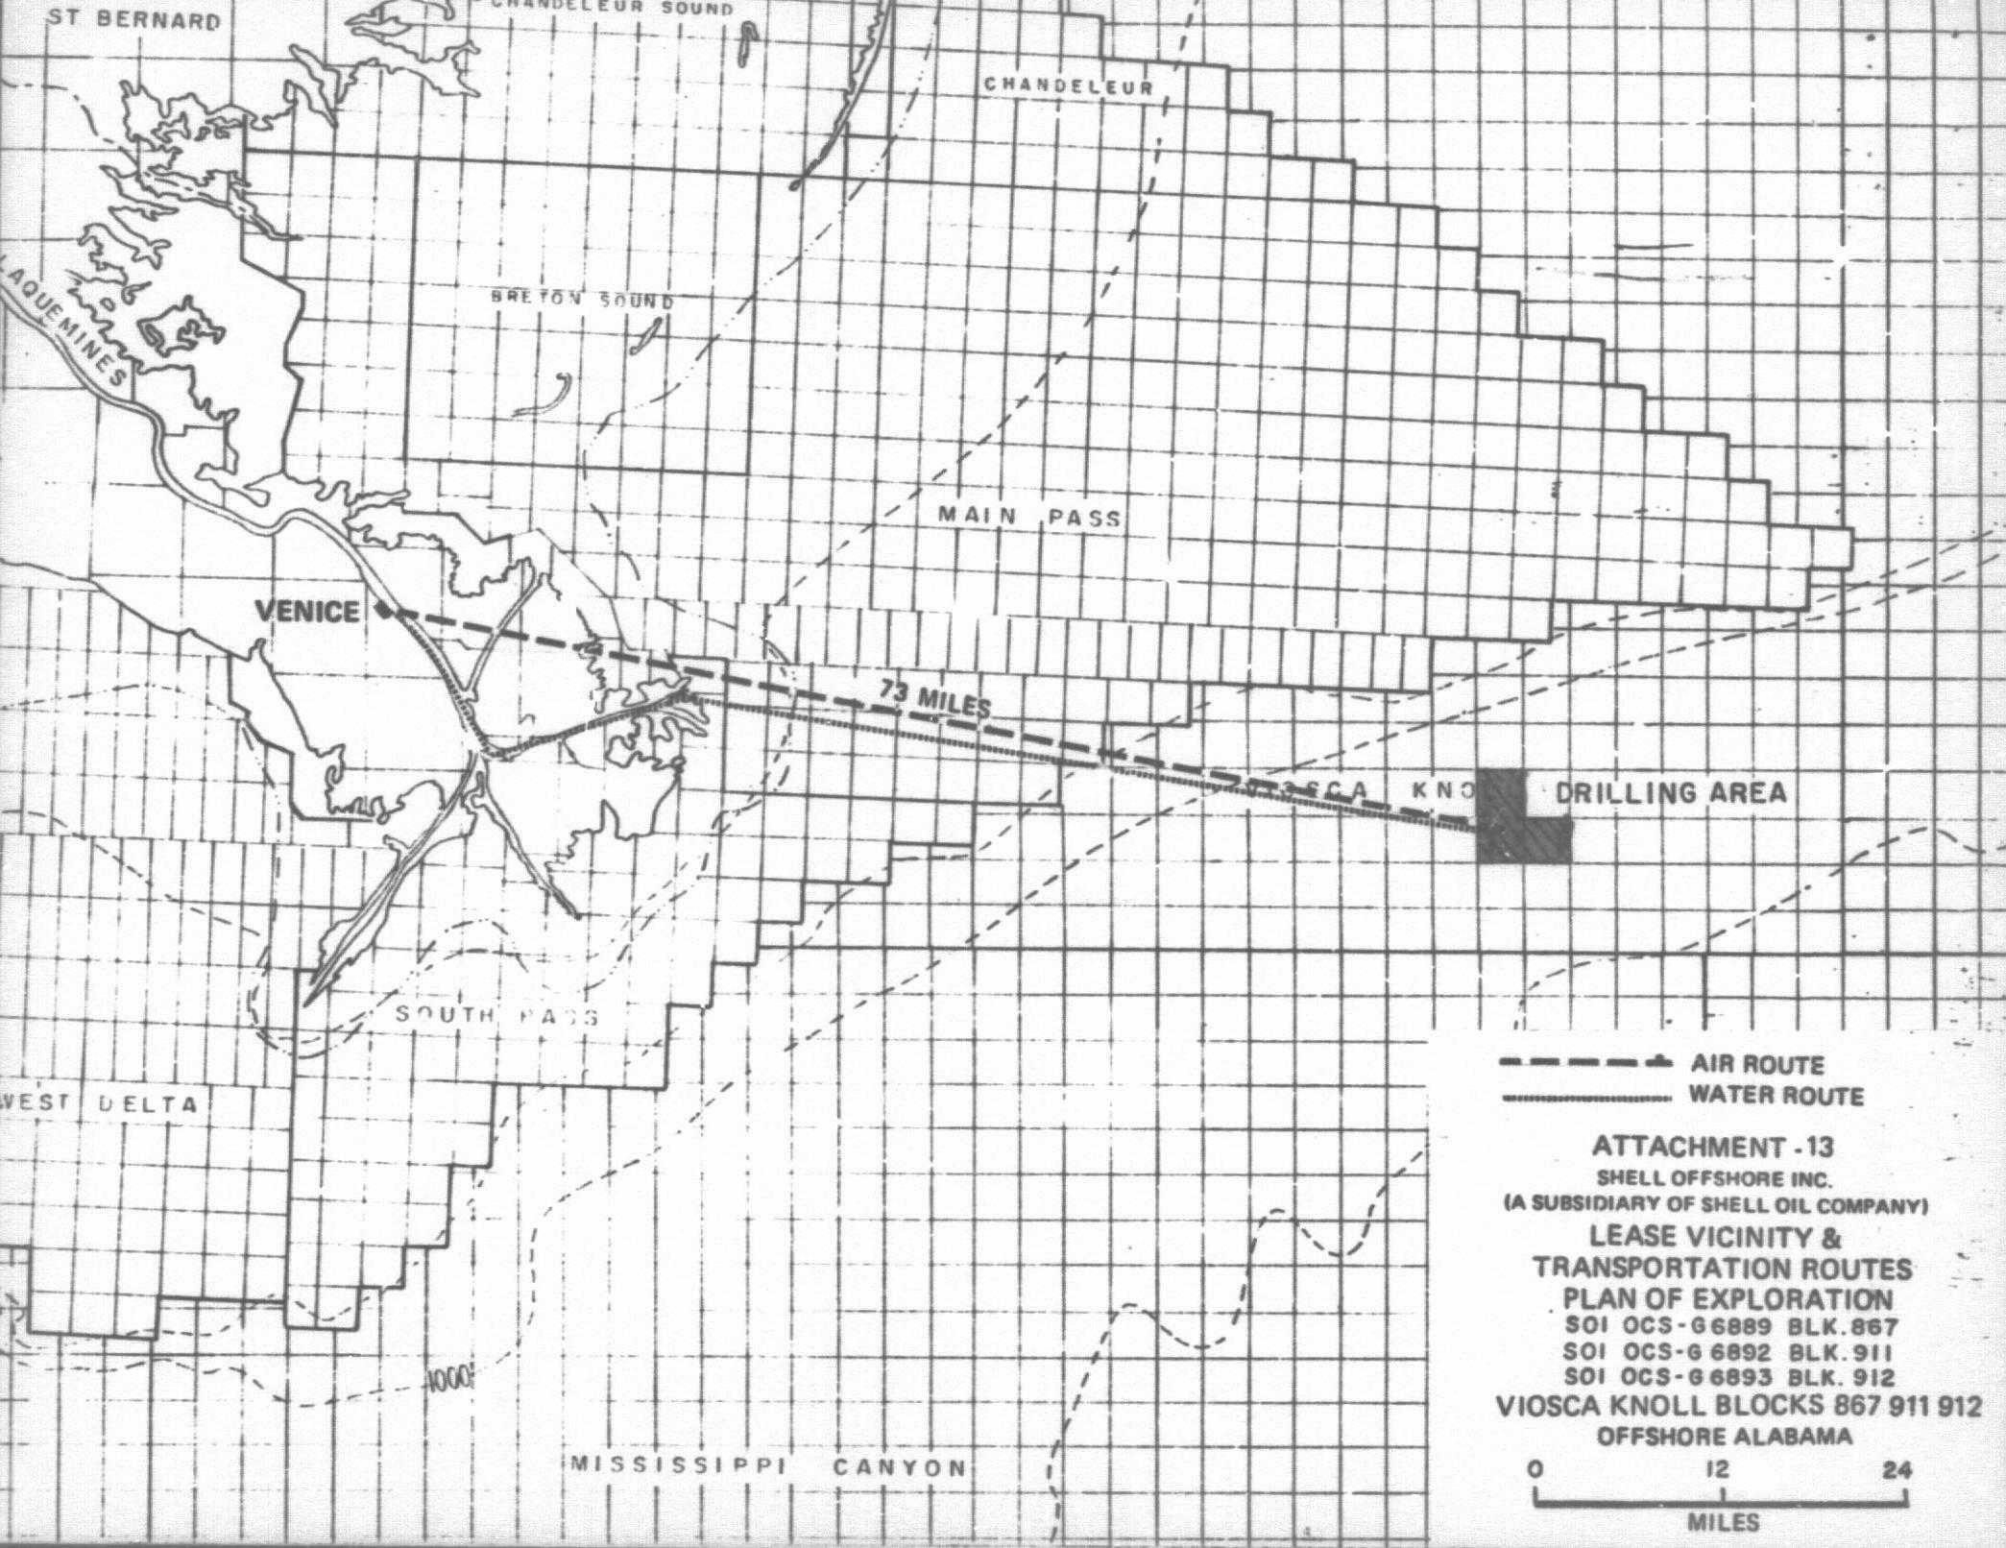 CHANDELEUR SOUND
ST BERNARD
CHANDELEUR
BRETON SOUND
LAQUEMINES
MAIN PASS
VENICE
73 MILES
DRILLING AREA
SOUTH PASS
WEST DELTA
1000
MISSISSIPPI CANYON
AIR ROUTE
WATER ROUTE
ATTACHMENT -13
SHELL OFFSHORE INC.
(A SUBSIDIARY OF SHELL OIL COMPANY)
LEASE VICINITY &
TRANSPORTATION ROUTES
PLAN OF EXPLORATION
SOI OCS-G 6889 BLK. 867
SOI OCS-G 6892 BLK. 911
SOI OCS-G 6893 BLK. 912
VIOSCA KNOLL BLOCKS 867 911 912
OFFSHORE ALABAMA
0 12 24
MILES